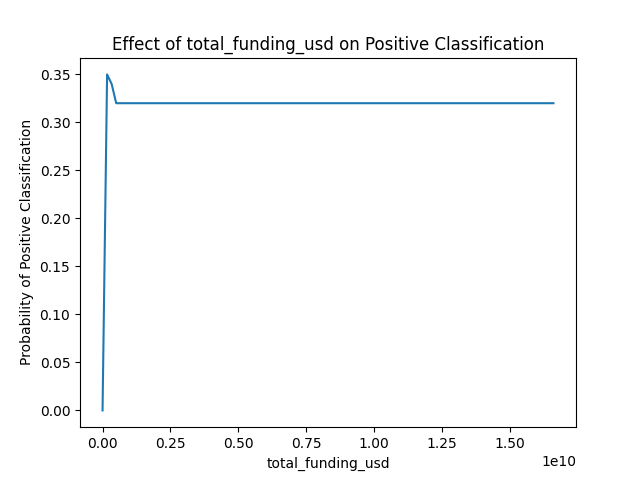 Effect of total_funding_usd on Positive Classification
Probability of Positive Classification
0.35
0.30
0.25
0.20
0.15
0.10
0.05
0.00
0.00 0.25 0.50 0.75 1.00 1.25 1.50
1e10
total_funding_usd